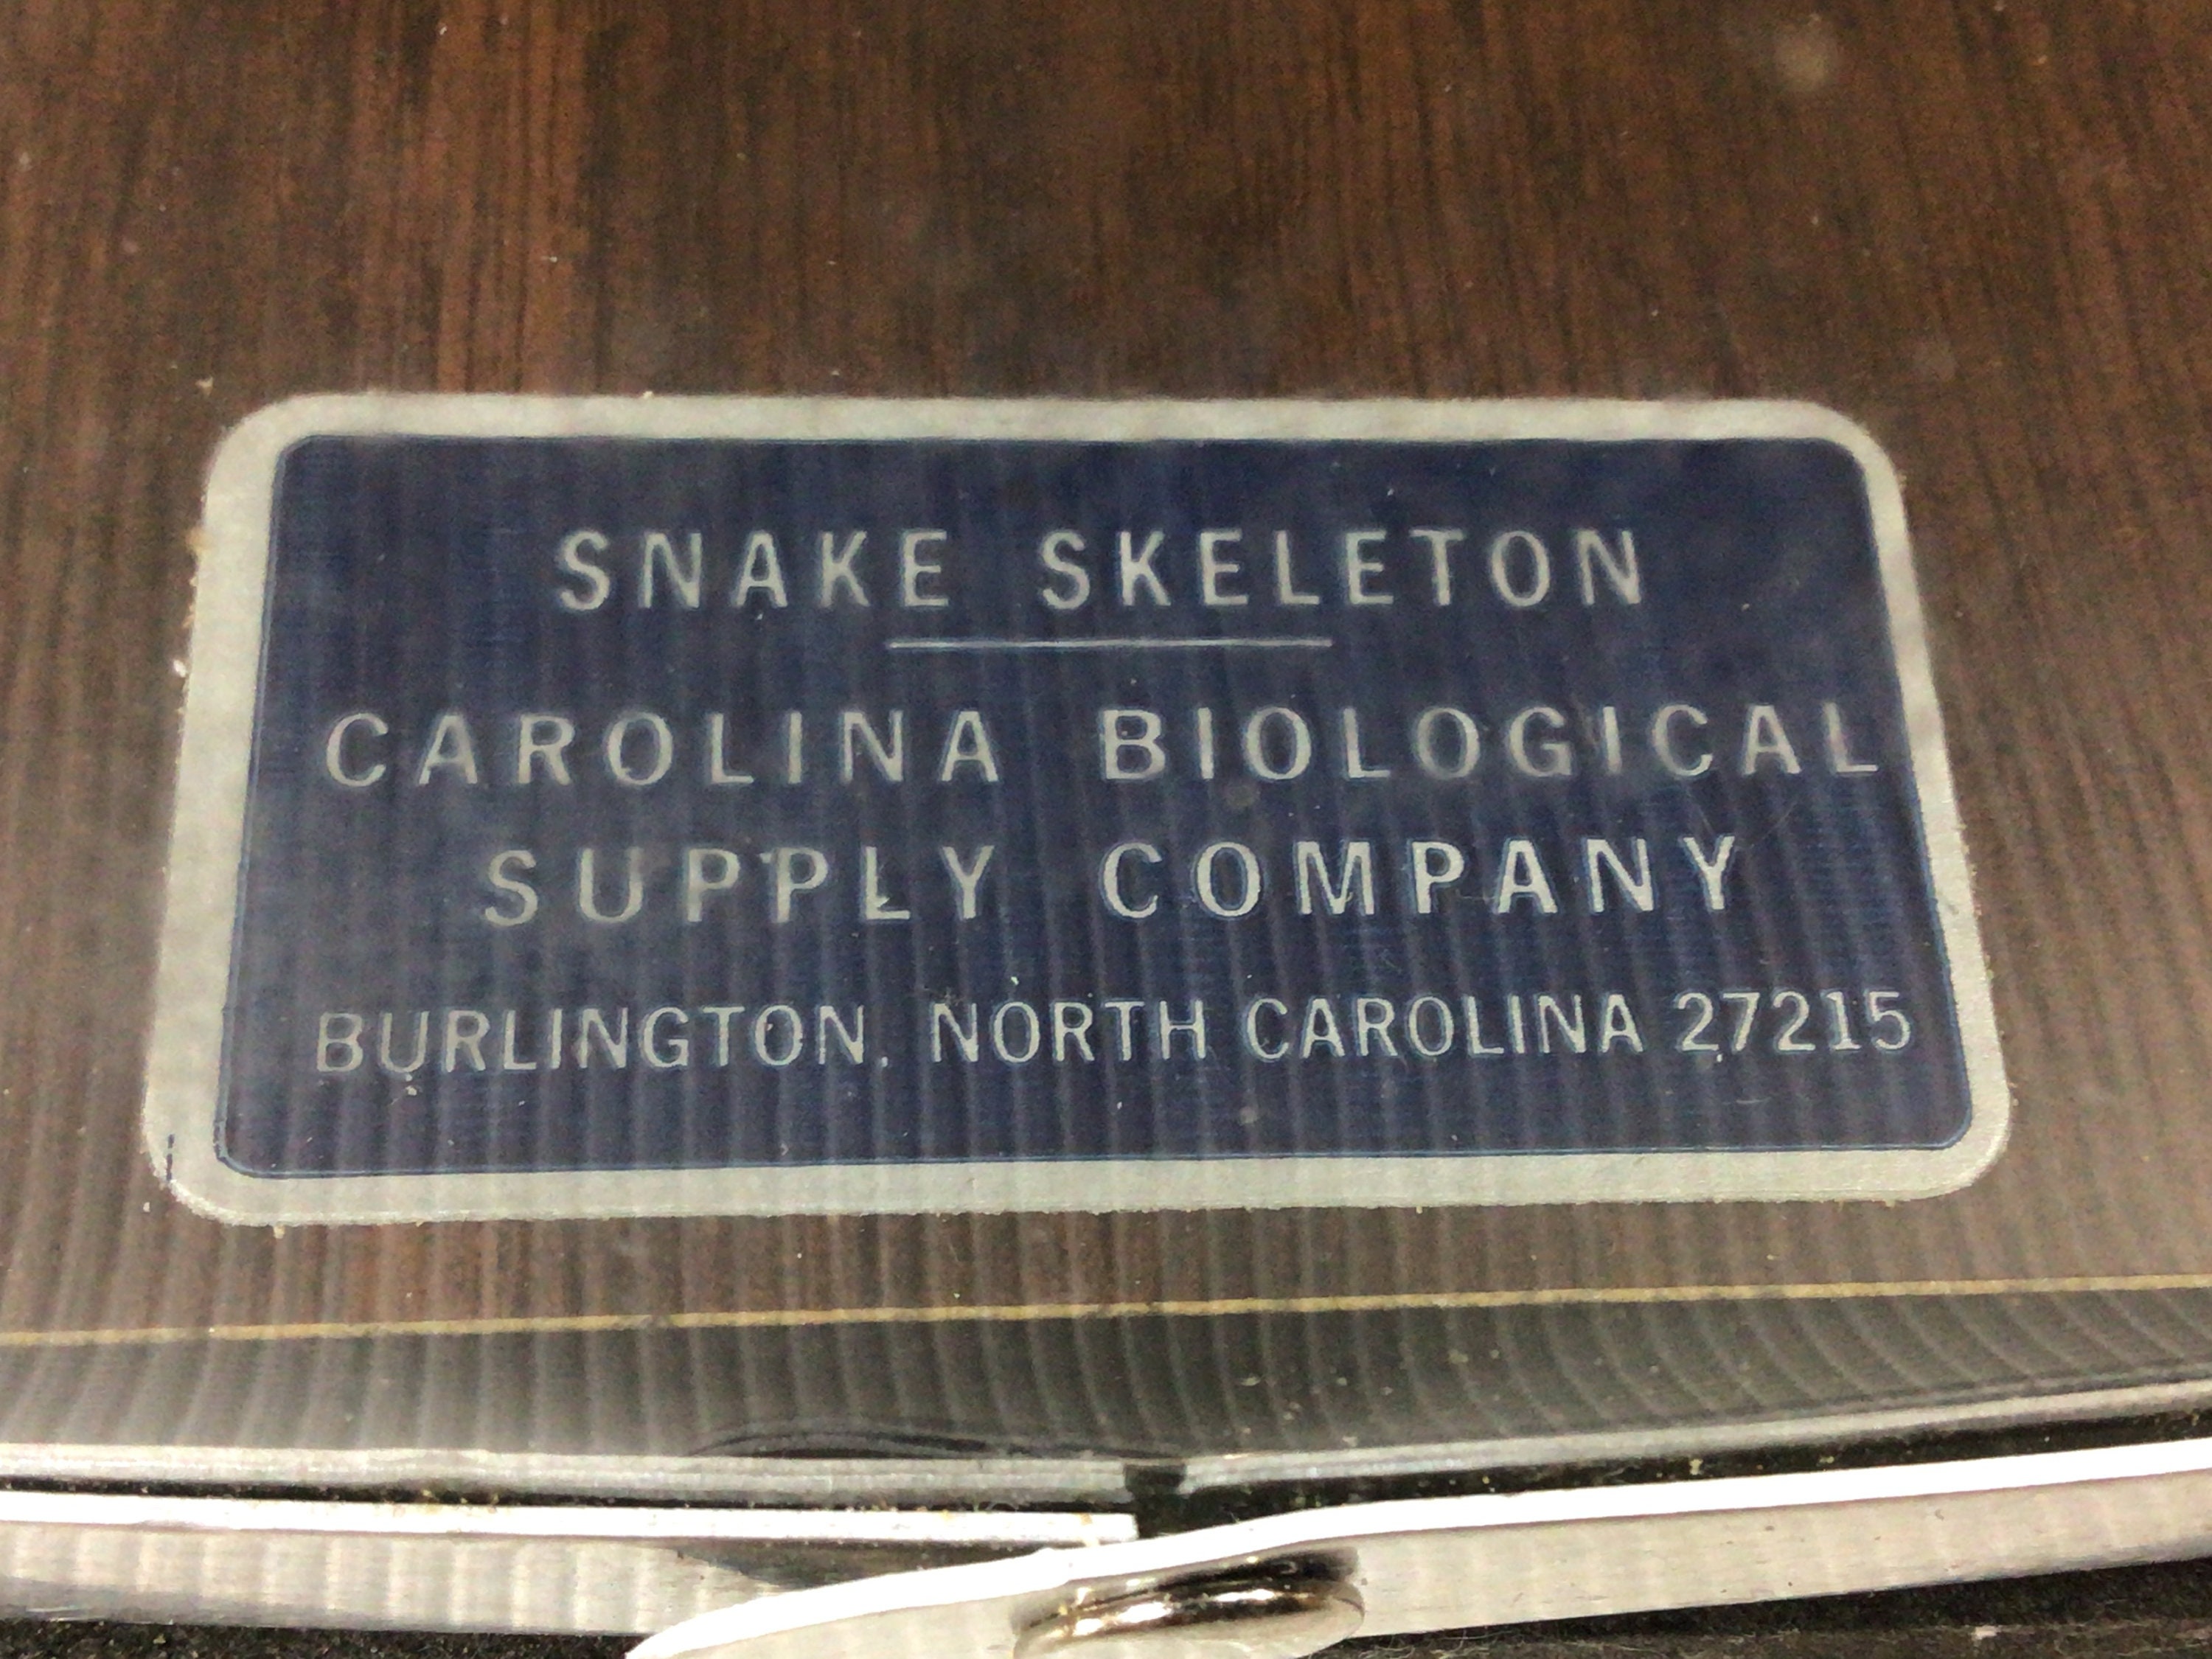 SNAKE SKELETON
CAROLINA BIOLOGICAL
SUPPLY COMPANY
BURLINGTON, NORTH CAROLINA 27215